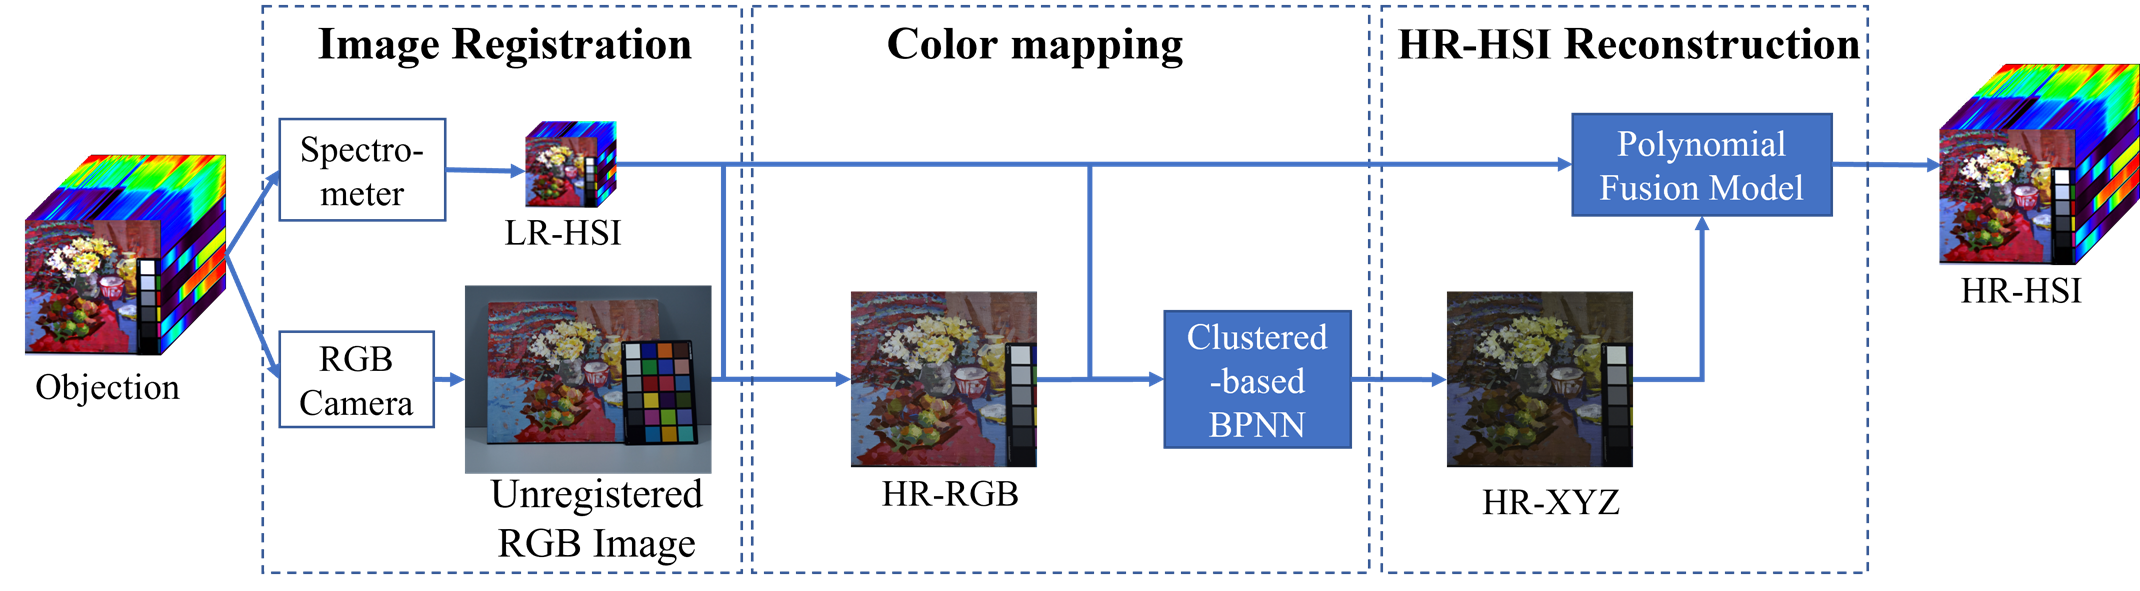 Image Registration
Color mapping
HR-HSI Reconstruction
Objection
Spectro-
meter
LR-HSI
RGB
Camera
Unregistered
RGB Image
HR-RGB
Clustered
-based
BPNN
HR-XYZ
Polynomial
Fusion Model
HR-HSI